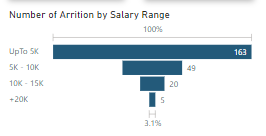 Number of Arrition by Salary Range
100%
UpTo 5K 163
5K - 10K 49
10K - 15K 20
+20K 5
3.1%